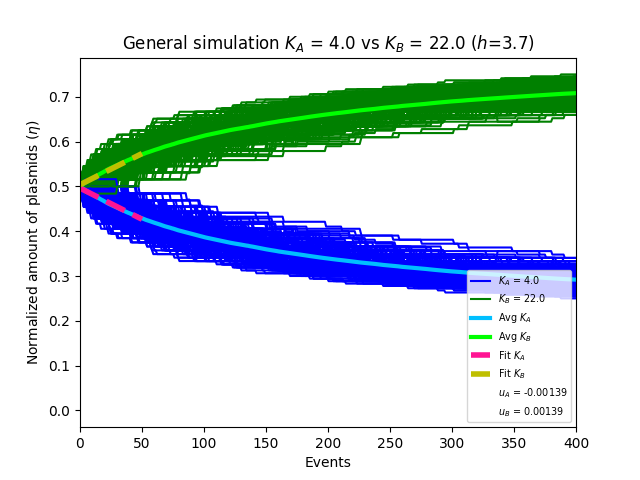 General simulation K_A = 4.0 vs K_B = 22.0 (h=3.7)
Normalized amount of plasmids (η)
0.7
0.6
0.5
0.4
0.3
0.2
0.1
0.0
K_A = 4.0
K_B = 22.0
Avg K_A
Avg K_B
Fit K_A
Fit K_B
u_A = -0.00139
u_B = 0.00139
0 50 100 150 200 250 300 350 400
Events